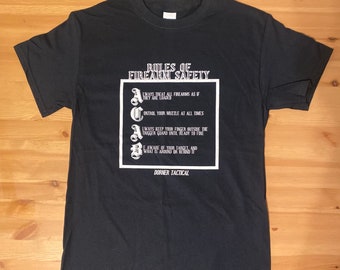 RULES OF
FIREARM SAFETY
ALWAYS TREAT ALL FIREARMS AS IF
THEY ARE LOADED
CONTROL YOUR MUZZLE AT ALL TIMES
ALWAYS KEEP YOUR FINGER OUTSIDE THE
TRIGGER GUARD UNTIL READY TO FIRE
BE AWARE OF YOUR TARGET, AND
WHAT IS AROUND OR BEHIND IT
DORNER TACTICAL